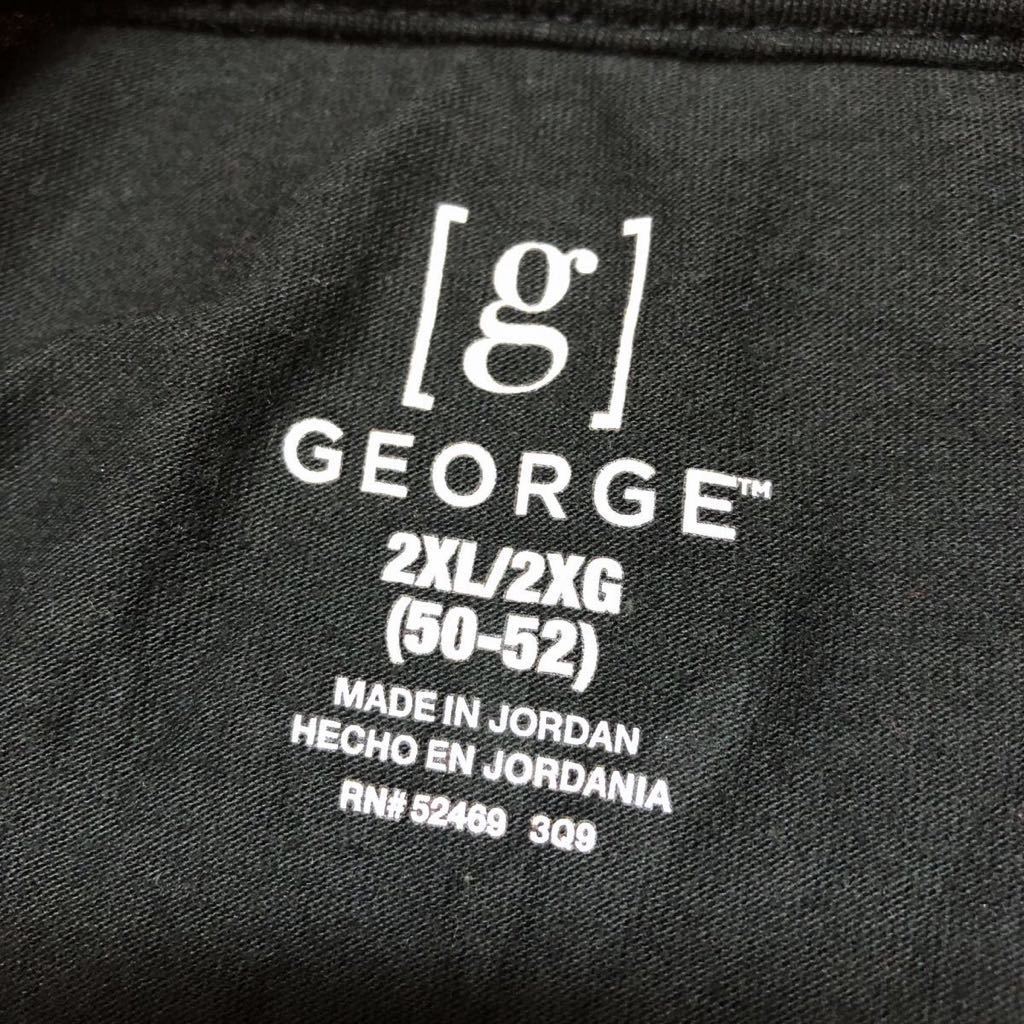 [g]
GEORGE™
2XL/2XG
(50-52)
MADE IN JORDAN
HECHO EN JORDANIA
RN# 52469 3Q9